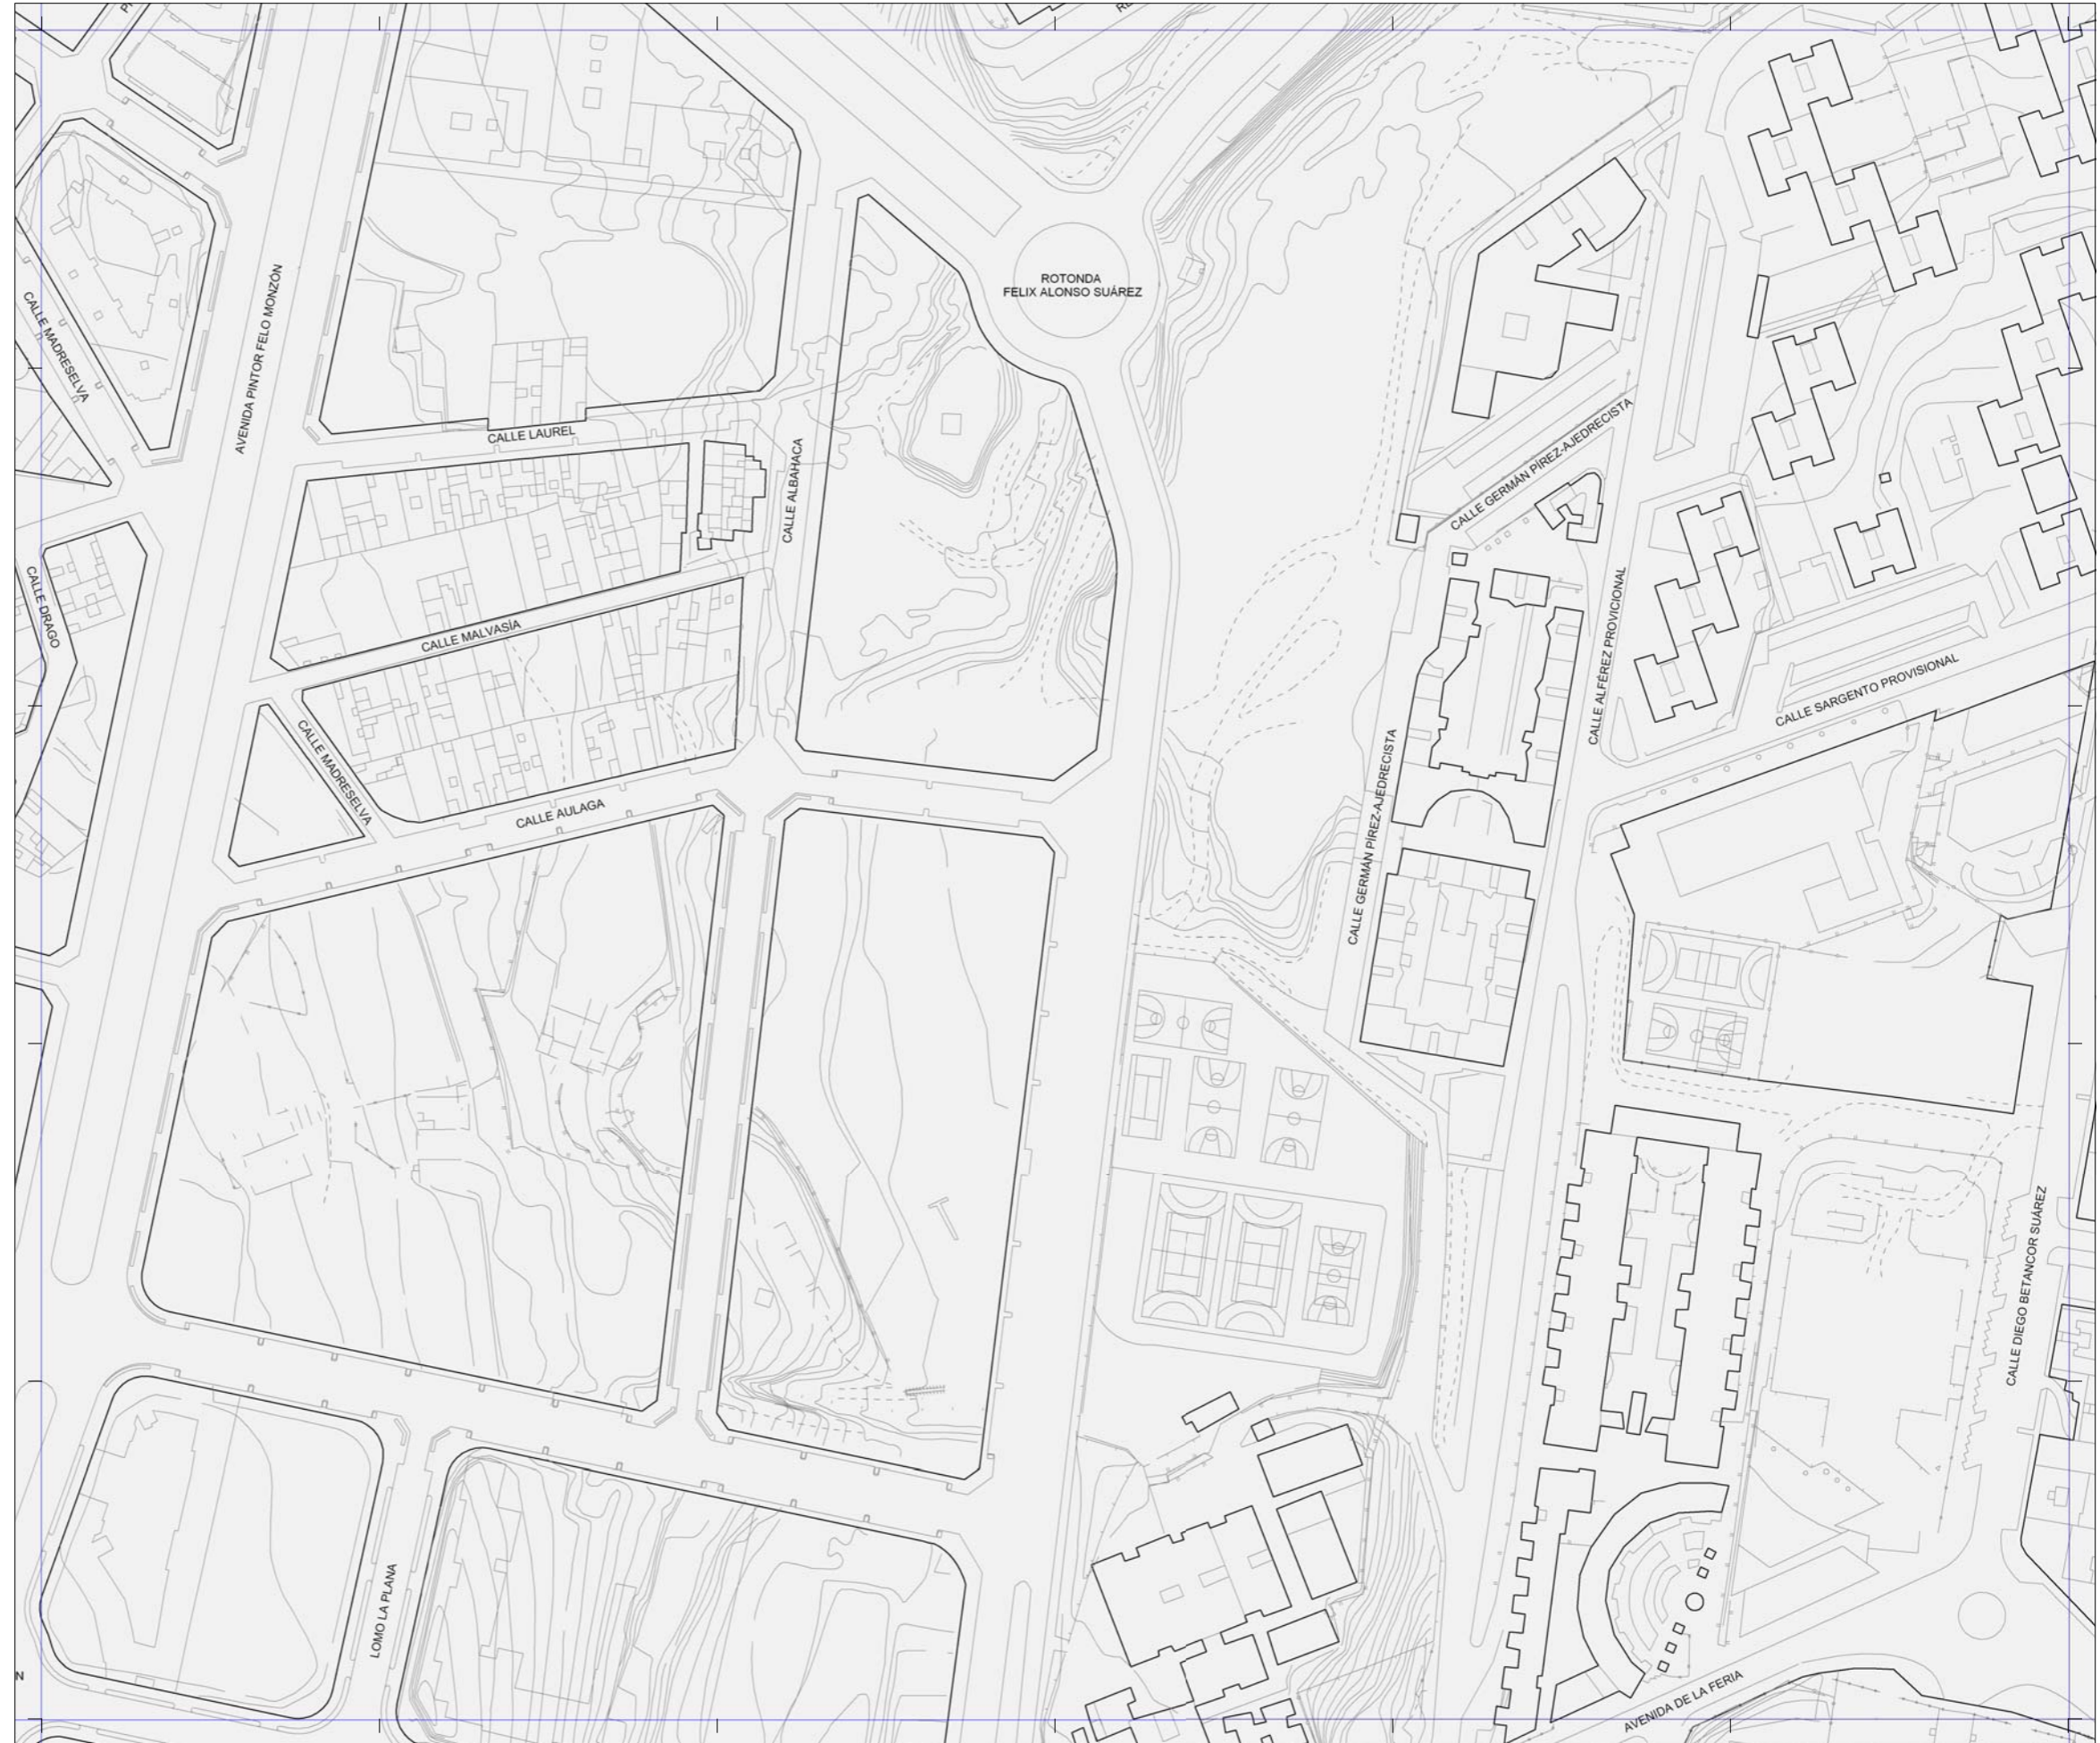 ROTONDA
FELIX ALONSO SUÁREZ
CALLE MADRESELVA
AVENIDA PINTOR FELO MONZÓN
CALLE LAUREL
CALLE ALBAHACA
CALLE GERMÁN PÍREZ-AJEDRECISTA
CALLE DRAGO
CALLE MALVASÍA
CALLE ALFÉREZ PROVICIONAL
CALLE SARGENTO PROVISIONAL
CALLE MADRESELVA
CALLE AULAGA
CALLE GERMÁN PÍREZ-AJEDRECISTA
CALLE DIEGO BETANCOR SUÁREZ
LOMO LA PLANA
N
AVENIDA DE LA FERIA